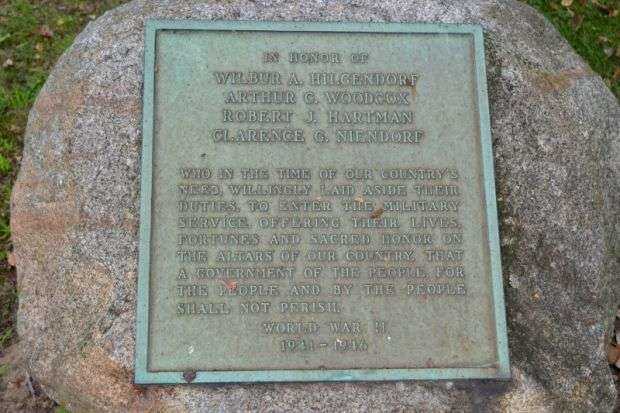 IN HONOR OF
WILBUR A. HILGENDORF
ARTHUR C. WOODCOX
ROBERT J. HARTMAN
CLARENCE G. NIENDORF
WHO IN THE TIME OF OUR COUNTRY'S
NEED, WILLINGLY LAID ASIDE THEIR
DUTIES, TO ENTER THE MILITARY
SERVICE, OFFERING THEIR LIVES,
FORTUNES AND SACRED HONOR ON
THE ALTARS OF OUR COUNTRY, THAT
A GOVERNMENT OF THE PEOPLE, FOR
THE PEOPLE, AND BY THE PEOPLE
SHALL NOT PERISH.
WORLD WAR II
1941-1946